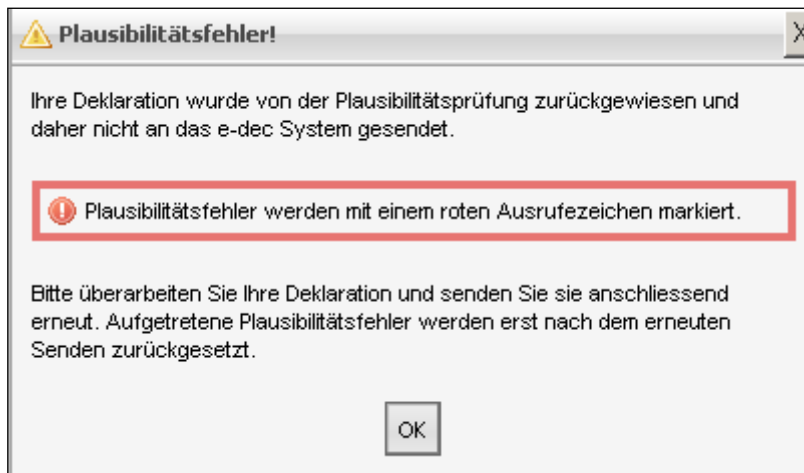 Plausibilitätsfehler!
X
Ihre Deklaration wurde von der Plausibilitätsprüfung zurückgewiesen und
daher nicht an das e-dec System gesendet.
Plausibilitätsfehler werden mit einem roten Ausrufezeichen markiert.
Bitte überarbeiten Sie Ihre Deklaration und senden Sie sie anschliessend
erneut. Aufgetretene Plausibilitätsfehler werden erst nach dem erneuten
Senden zurückgesetzt.
OK